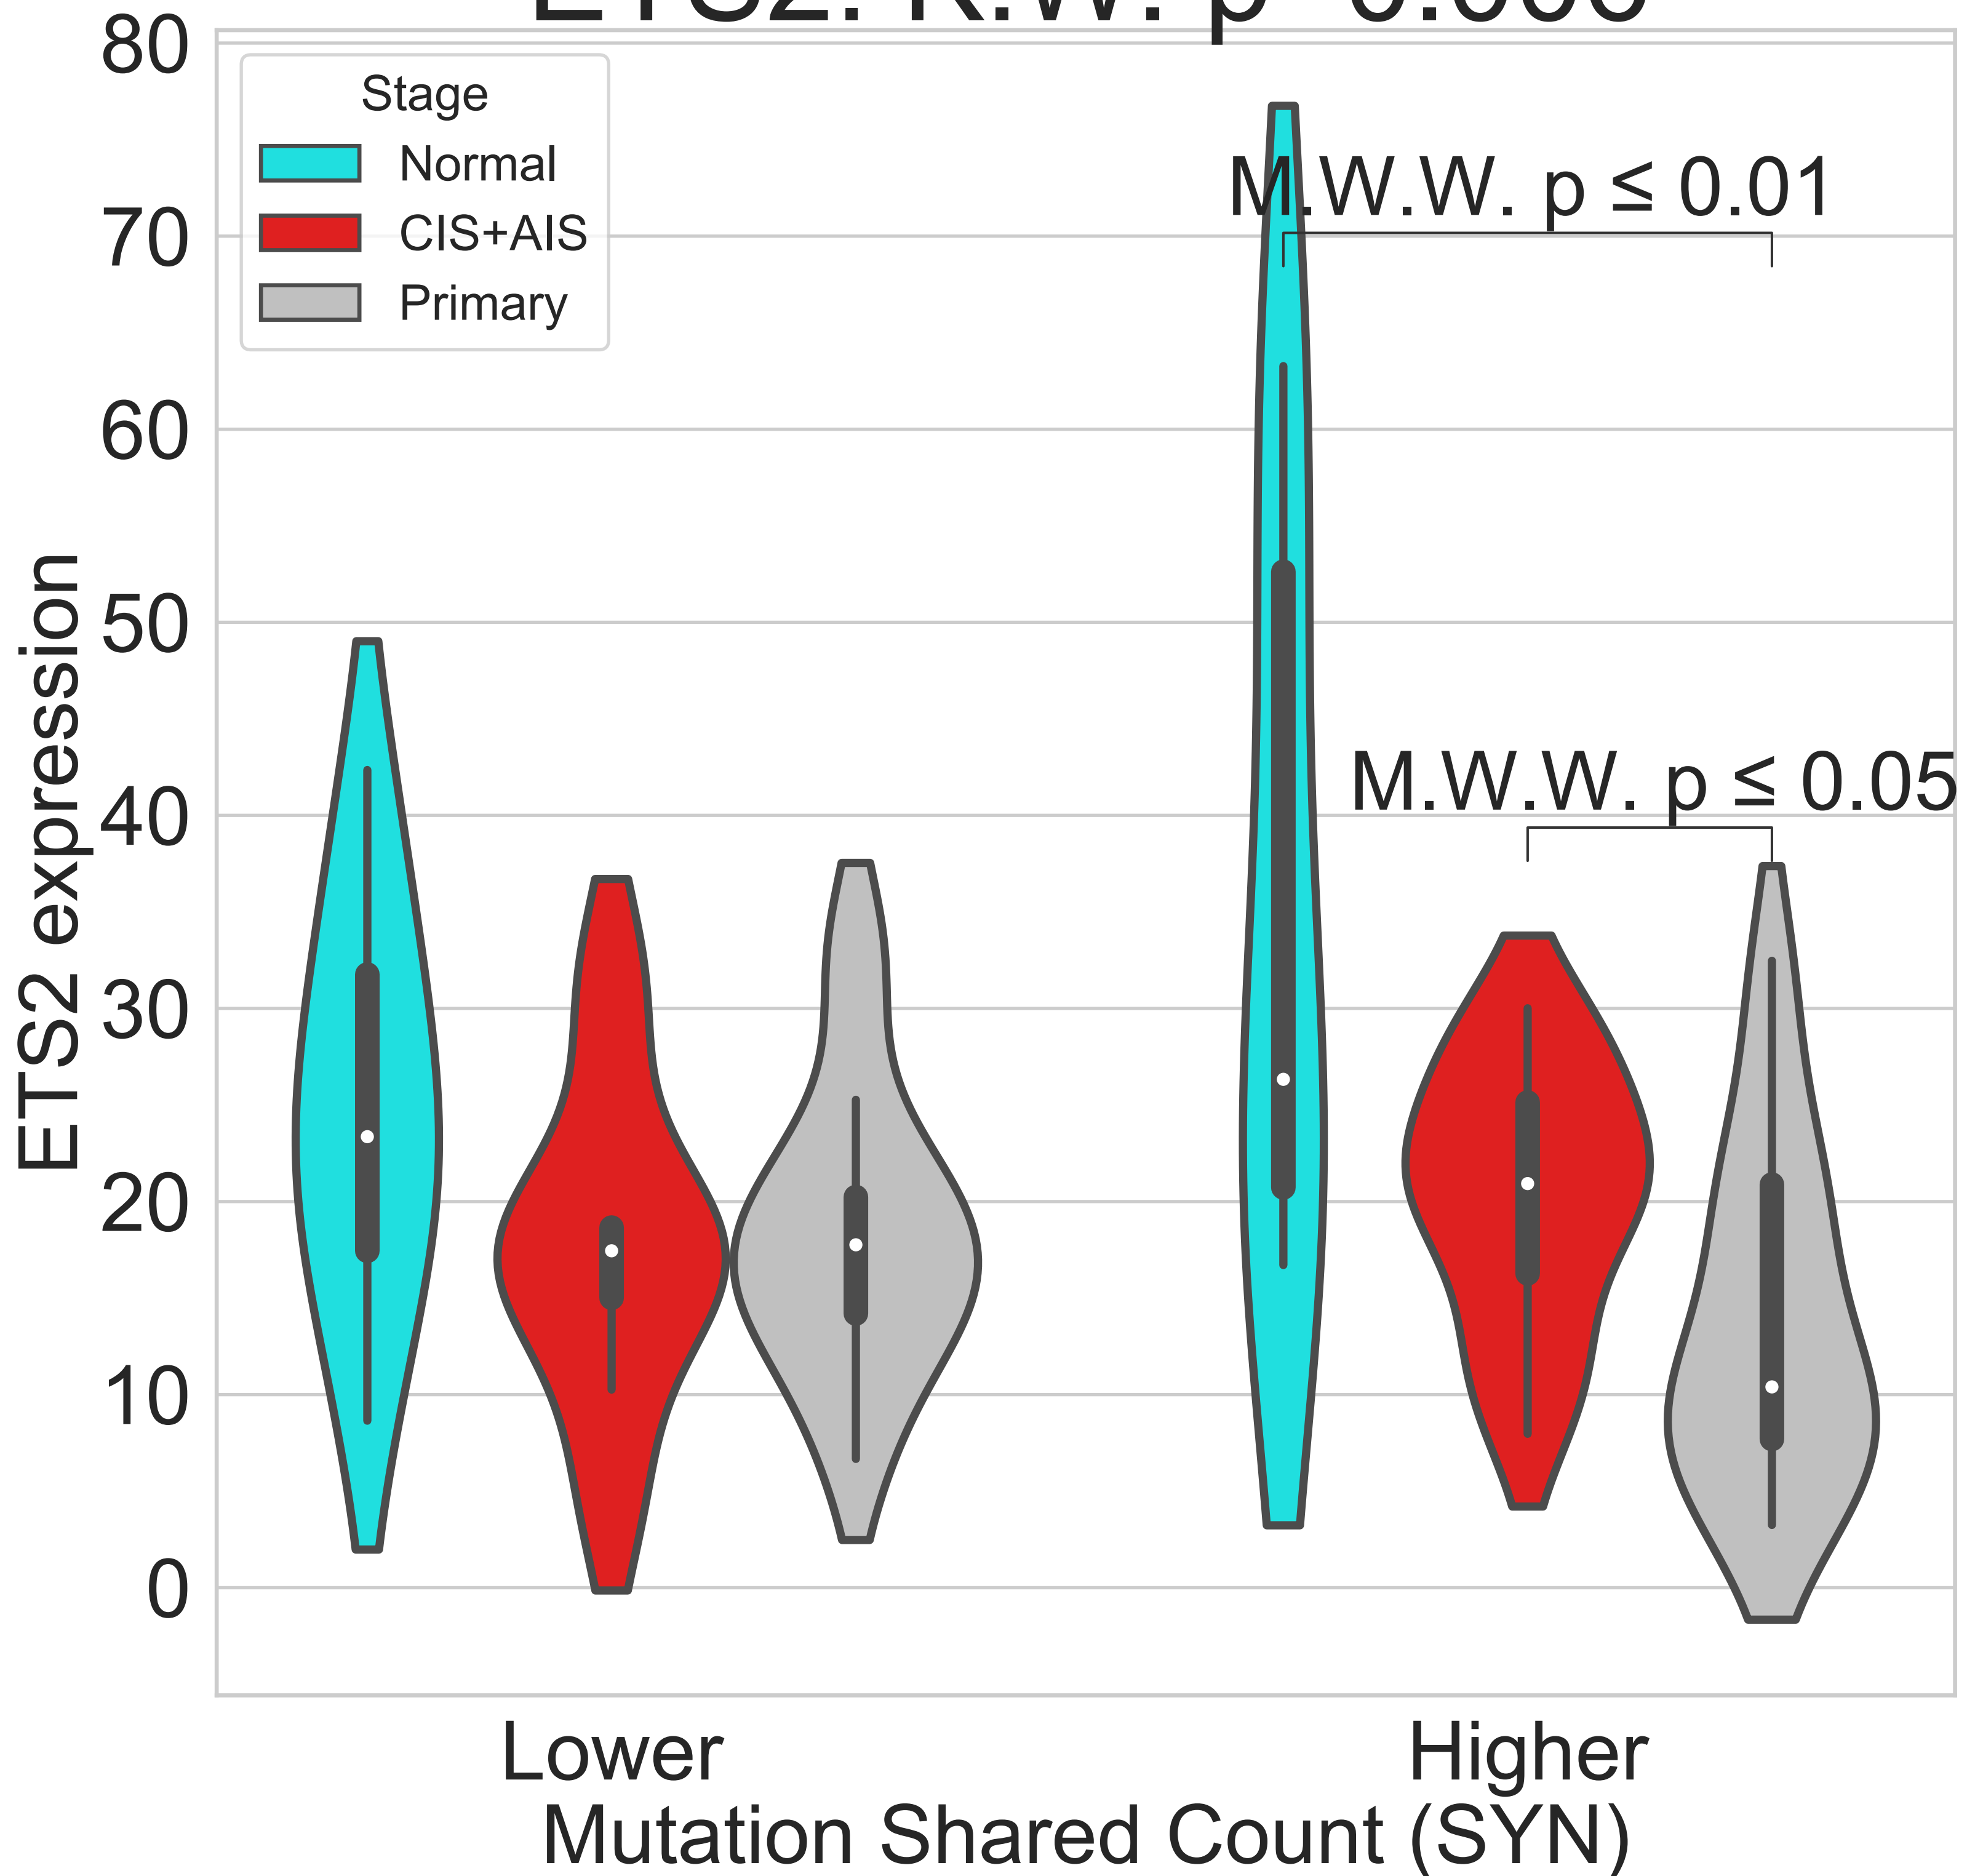 ETS2: K.W.
80
70
60
50
40
30
20
10
0
ETS2 expression
Stage
Normal
CIS+AIS
Primary
M.W.W. p ≤ 0.01
M.W.W. p ≤ 0.05
Lower
Higher
Mutation Shared Count (SYN)